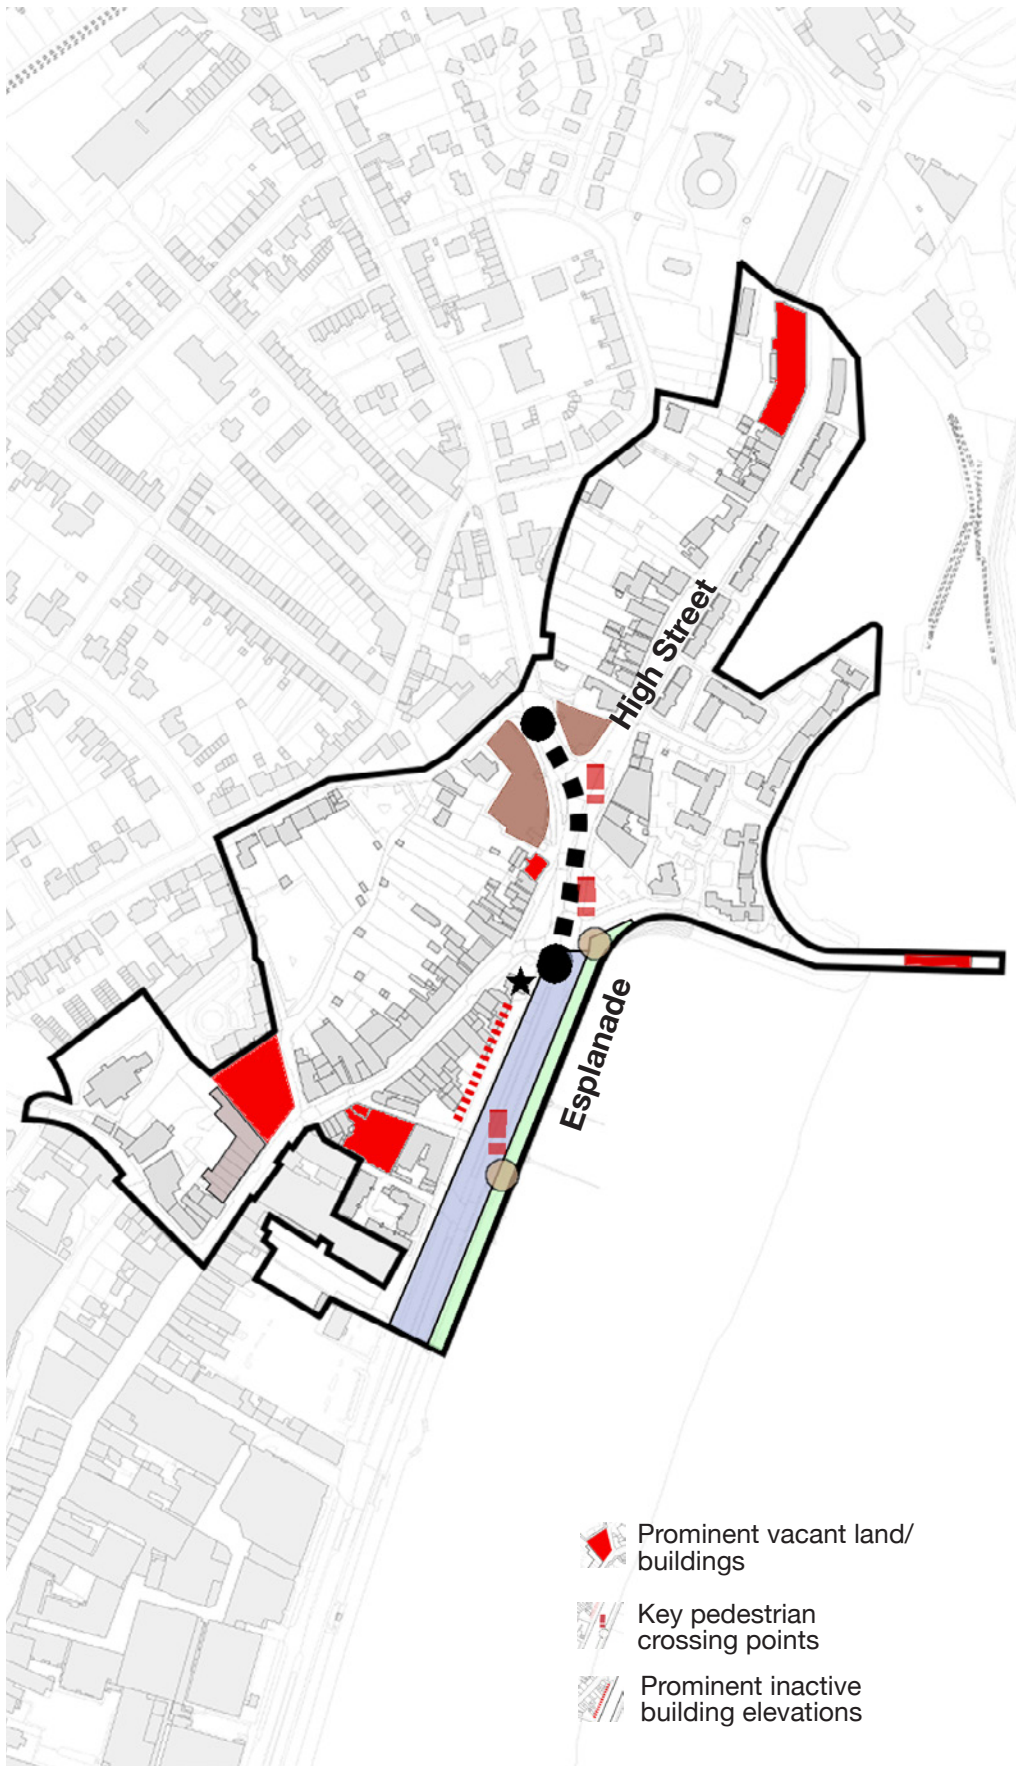 High Street
Esplanade
Prominent vacant land/
buildings
Key pedestrian
crossing points
Prominent inactive
building elevations